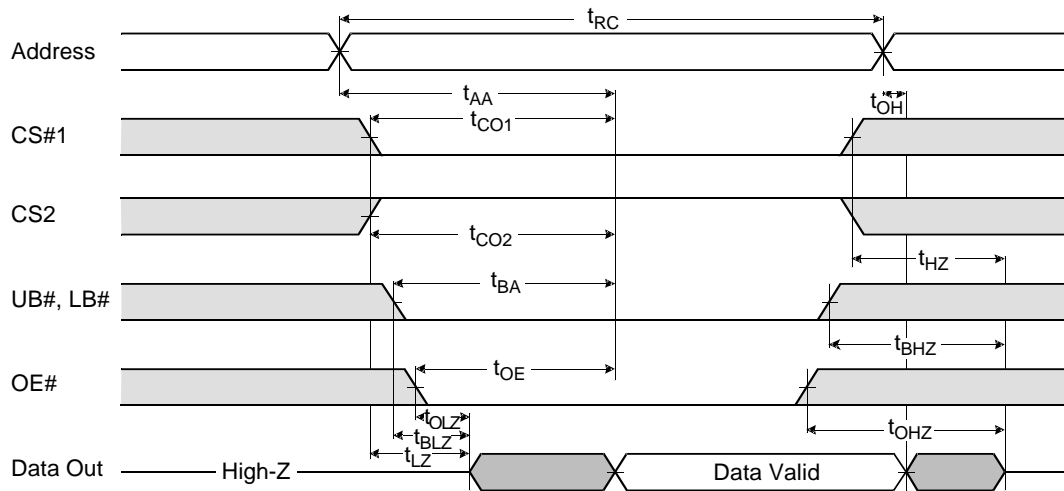 tRC
Address
tAA
tOH
CS#1
tCO1
CS2
tCO2
tHZ
UB#, LB#
tBA
tBHZ
OE#
tOE
tOLZ
tBLZ
tOHZ
tLZ
Data Out
High-Z
Data Valid